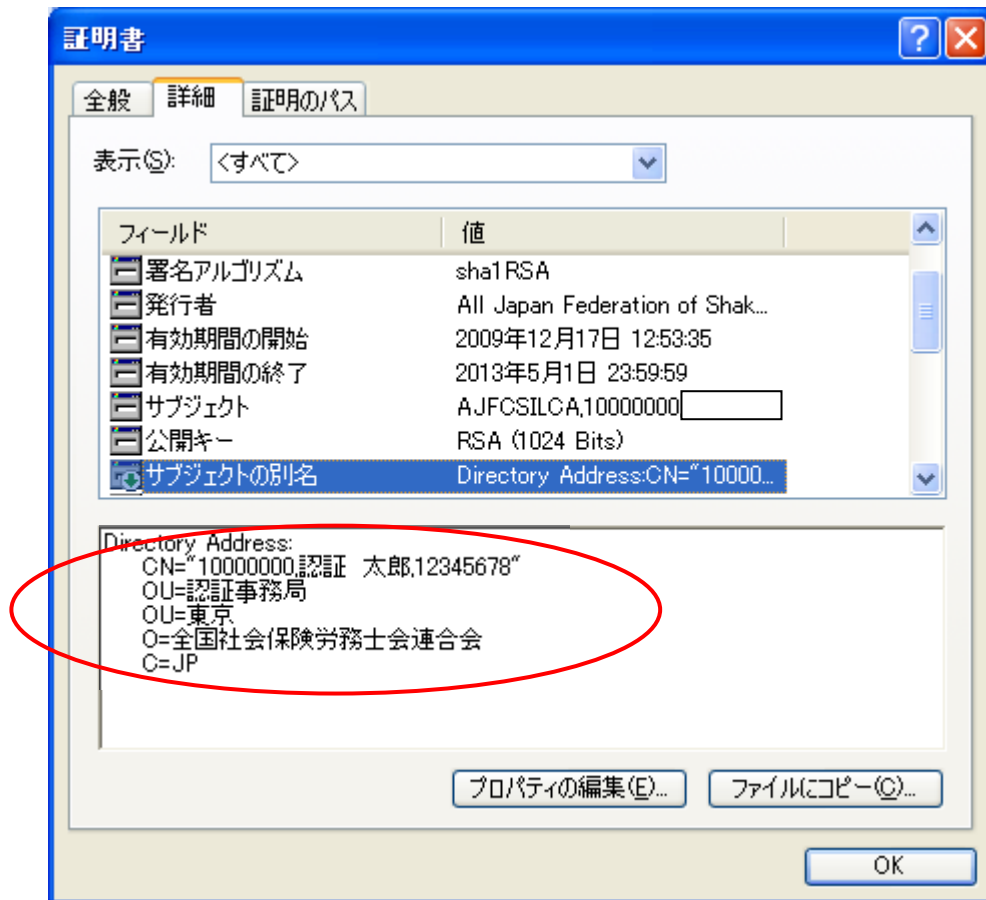 証明書
全般 詳細 証明のパス
表示(S): <すべて>
フィールド 値
署名アルゴリズム sha1RSA
発行者 All Japan Federation of Shak...
有効期間の開始 2009年12月17日 12:53:35
有効期間の終了 2013年5月1日 23:59:59
サブジェクト AJFCSILCA,10000000
公開キー RSA (1024 Bits)
サブジェクトの別名 Directory Address:CN="10000...
Directory Address:
CN="10000000,認証 太郎,12345678"
OU=認証事務局
OU=東京
O=全国社会保険労務士会連合会
C=JP
プロパティの編集(E)... ファイルにコピー(C)...
OK